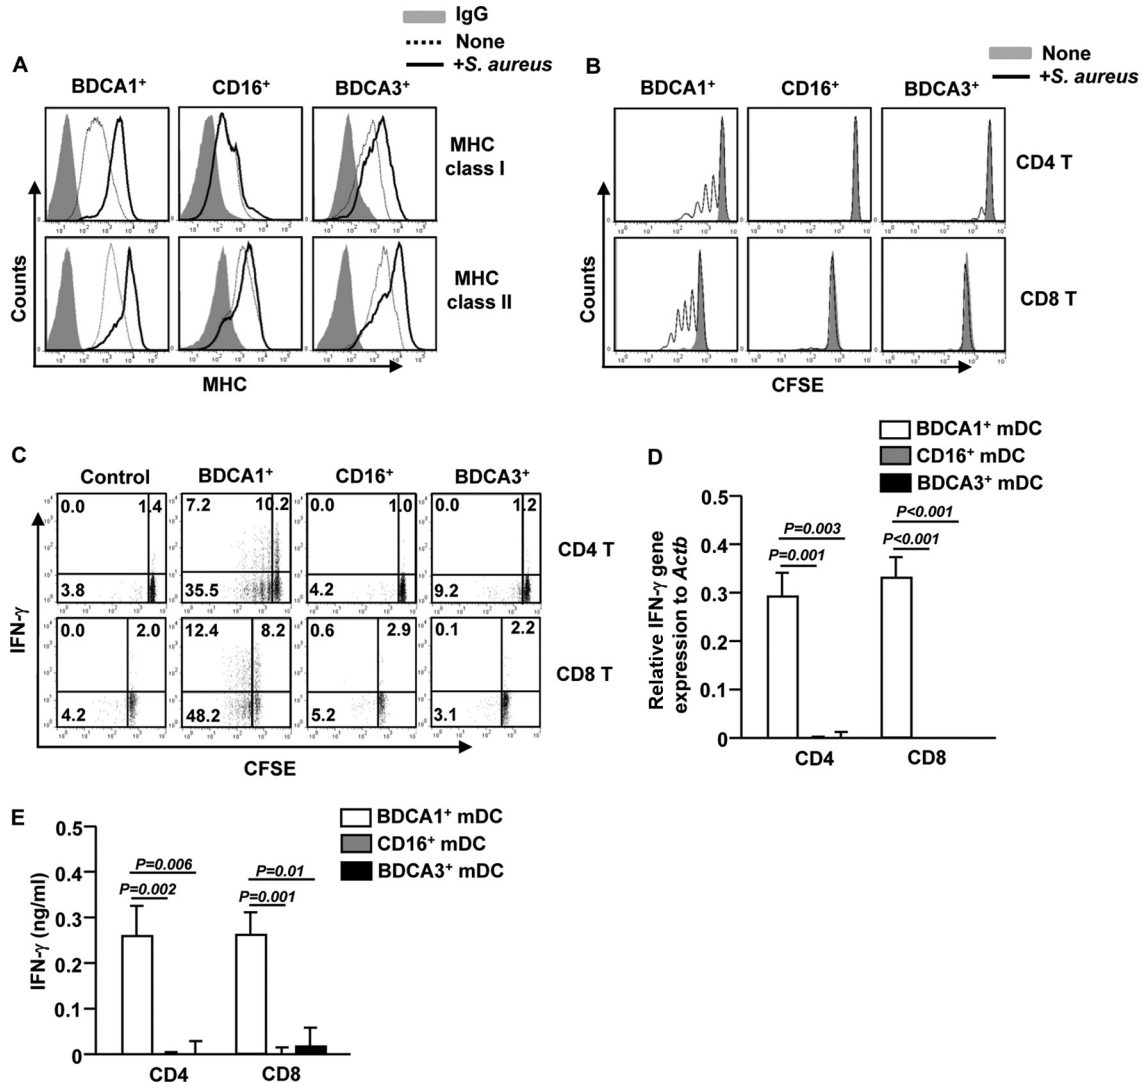 IgG
None
+S. aureus
A
BDCA1⁺ CD16⁺ BDCA3⁺
MHC
class I
MHC
class II
Counts
MHC
B
None
+S. aureus
BDCA1⁺ CD16⁺ BDCA3⁺
CD4 T
CD8 T
Counts
CFSE
C
Control BDCA1⁺ CD16⁺ BDCA3⁺
0.0 1.4 7.2 10.2 0.0 1.0 0.0 1.2
CD4 T
3.8 35.5 4.2 9.2
0.0 2.0 12.4 8.2 0.6 2.9 0.1 2.2
CD8 T
4.2 48.2 5.2 3.1
IFN-γ
CFSE
BDCA1⁺ mDC
CD16⁺ mDC
BDCA3⁺ mDC
D
Relative IFN-γ gene
expression to Actb
0.5
0.4
0.3
0.2
0.1
0
P=0.003
P=0.001
P<0.001
P<0.001
CD4 CD8
E
BDCA1⁺ mDC
CD16⁺ mDC
BDCA3⁺ mDC
IFN-γ (ng/ml)
0.5
0.4
0.3
0.2
0.1
0
P=0.006
P=0.002
P=0.01
P=0.001
CD4 CD8